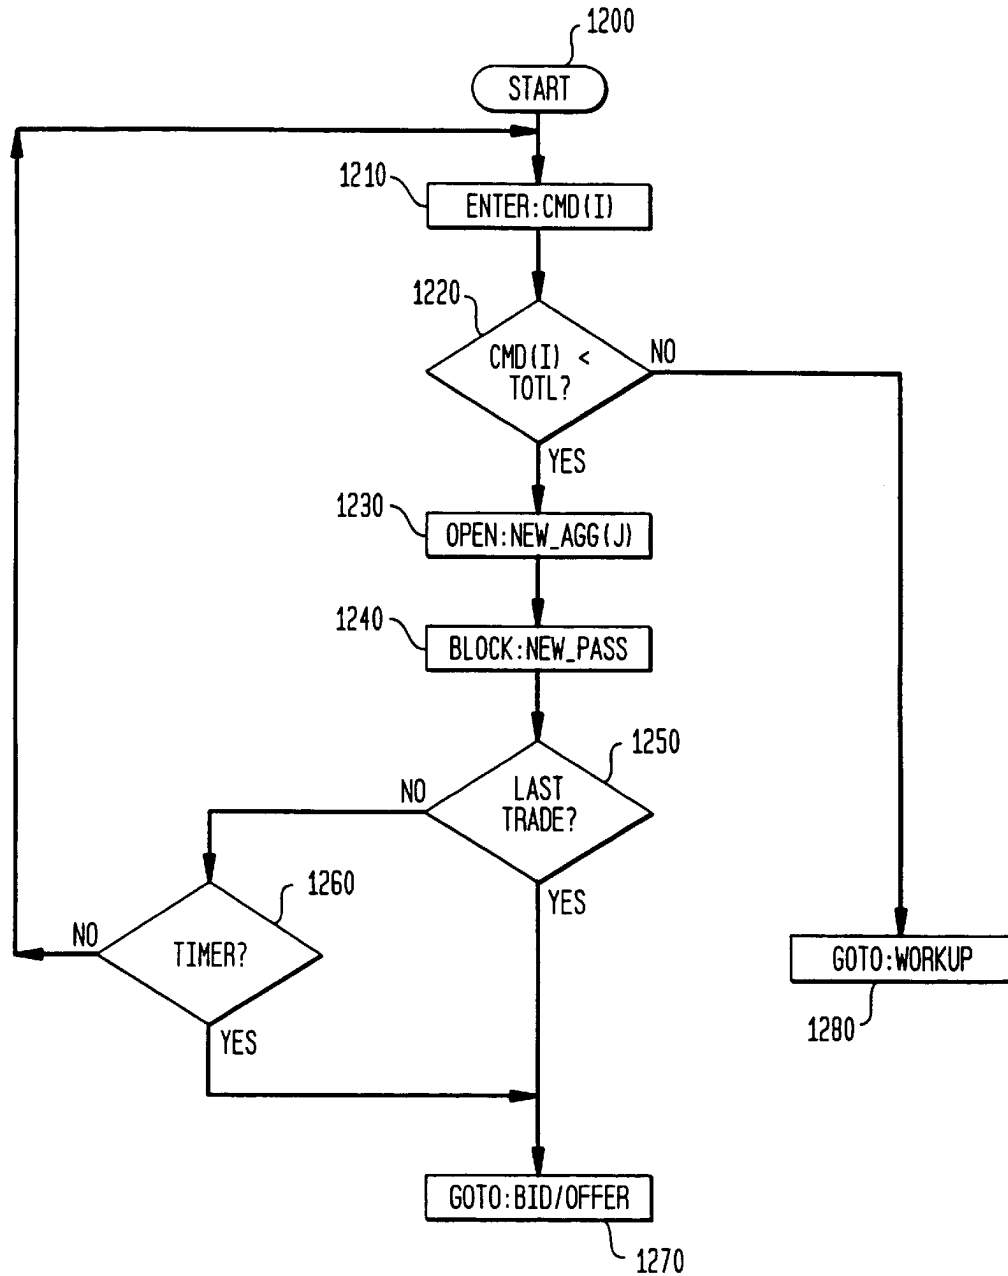 1200
START
1210
ENTER:CMD(I)
1220
CMD(I) <
TOTL?
NO
YES
1230
OPEN:NEW_AGG(J)
1240
BLOCK:NEW_PASS
1250
NO
LAST
TRADE?
YES
1260
NO
TIMER?
YES
GOTO:WORKUP
1280
GOTO:BID/OFFER
1270